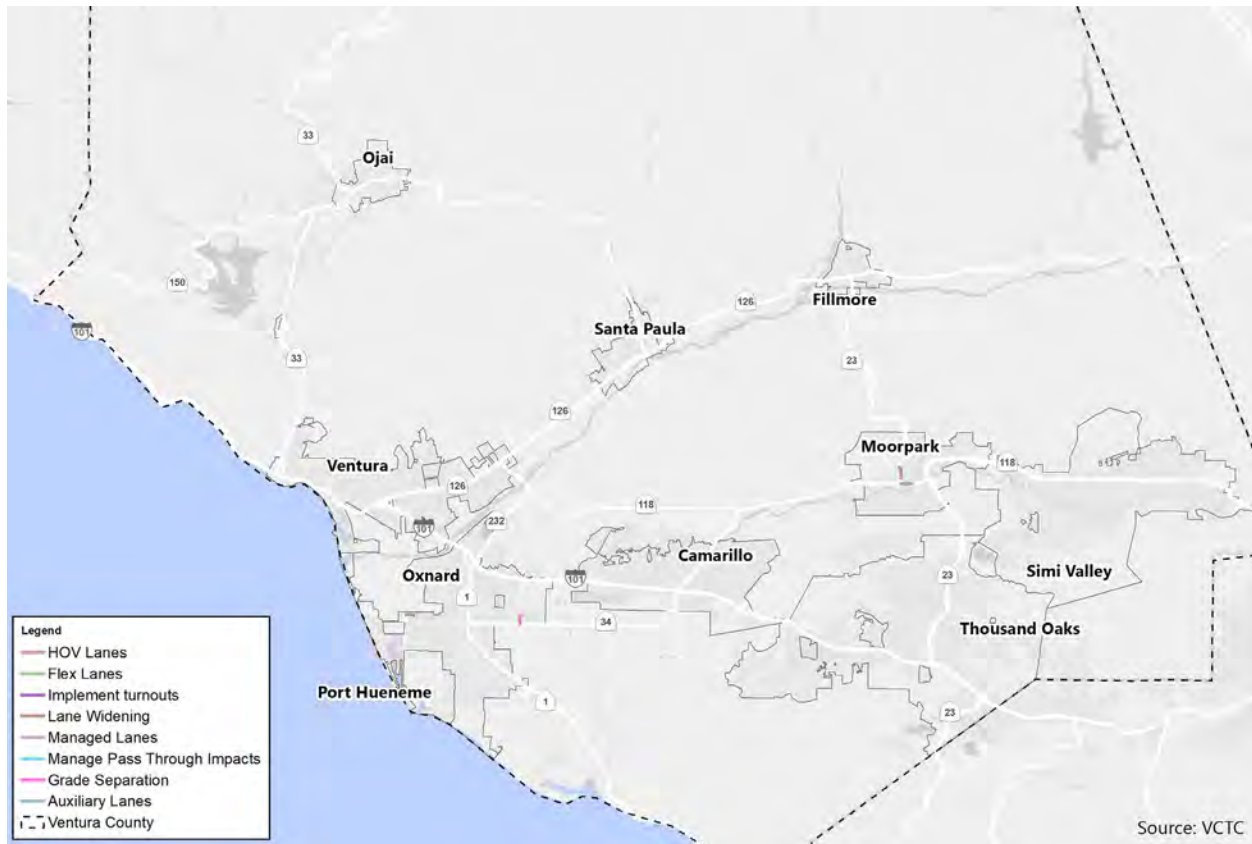 33
Ojai
150
Fillmore
126
101
Santa Paula
33
23
126
Moorpark
Ventura
118
126
118
101
232
Camarillo
Oxnard
101
Simi Valley
23
1
34
Thousand Oaks
Port Hueneme
1
23
Legend
HOV Lanes
Flex Lanes
Implement turnouts
Lane Widening
Managed Lanes
Manage Pass Through Impacts
Grade Separation
Auxiliary Lanes
Ventura County
Source: VCTC